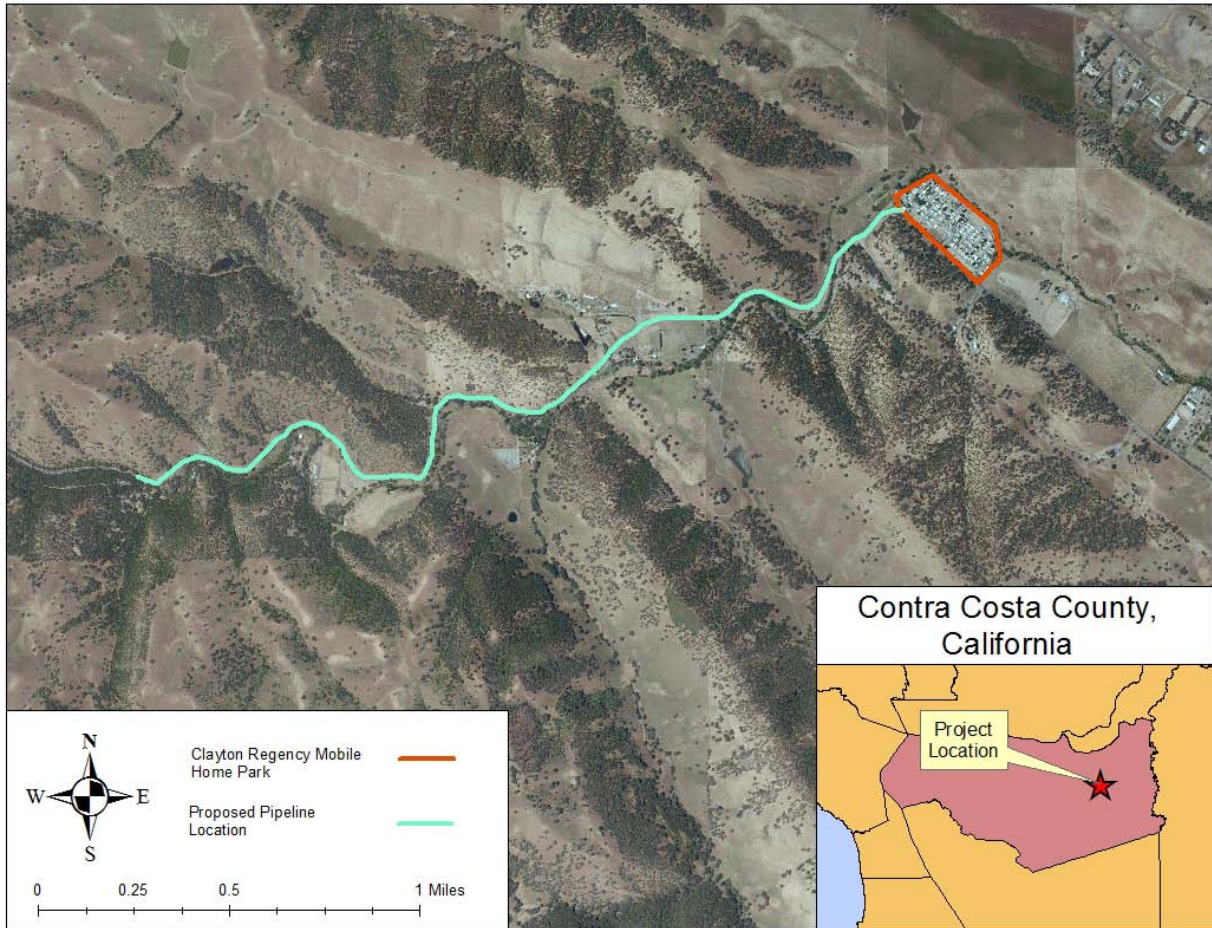 Contra Costa County,
California
Project
Location
N
W
E
S
Clayton Regency Mobile
Home Park
Proposed Pipeline
Location
0
0.25
0.5
1 Miles